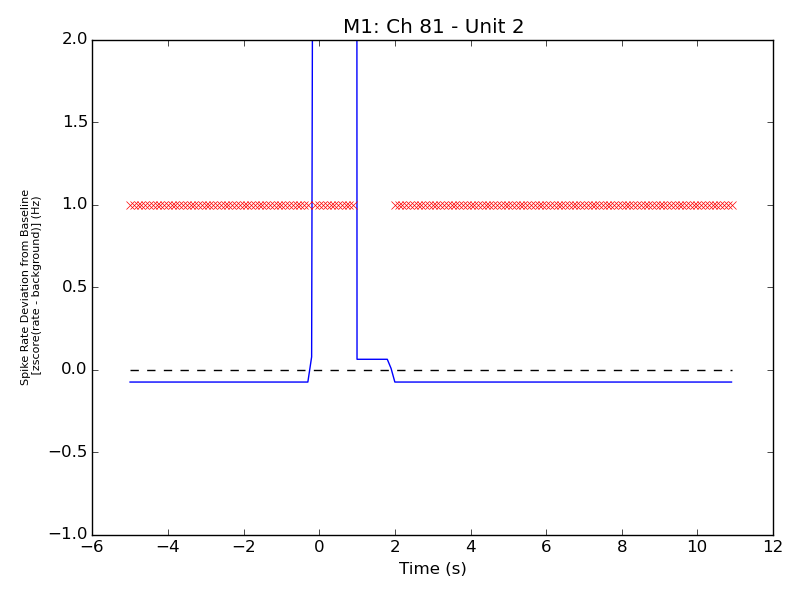 M1: Ch 81 - Unit 2
2.0
1.5
1.0
0.5
0.0
−0.5
−1.0
Spike Rate Deviation from Baseline
[zscore(rate - background)] (Hz)
−6 −4 −2 0 2 4 6 8 10 12
Time (s)